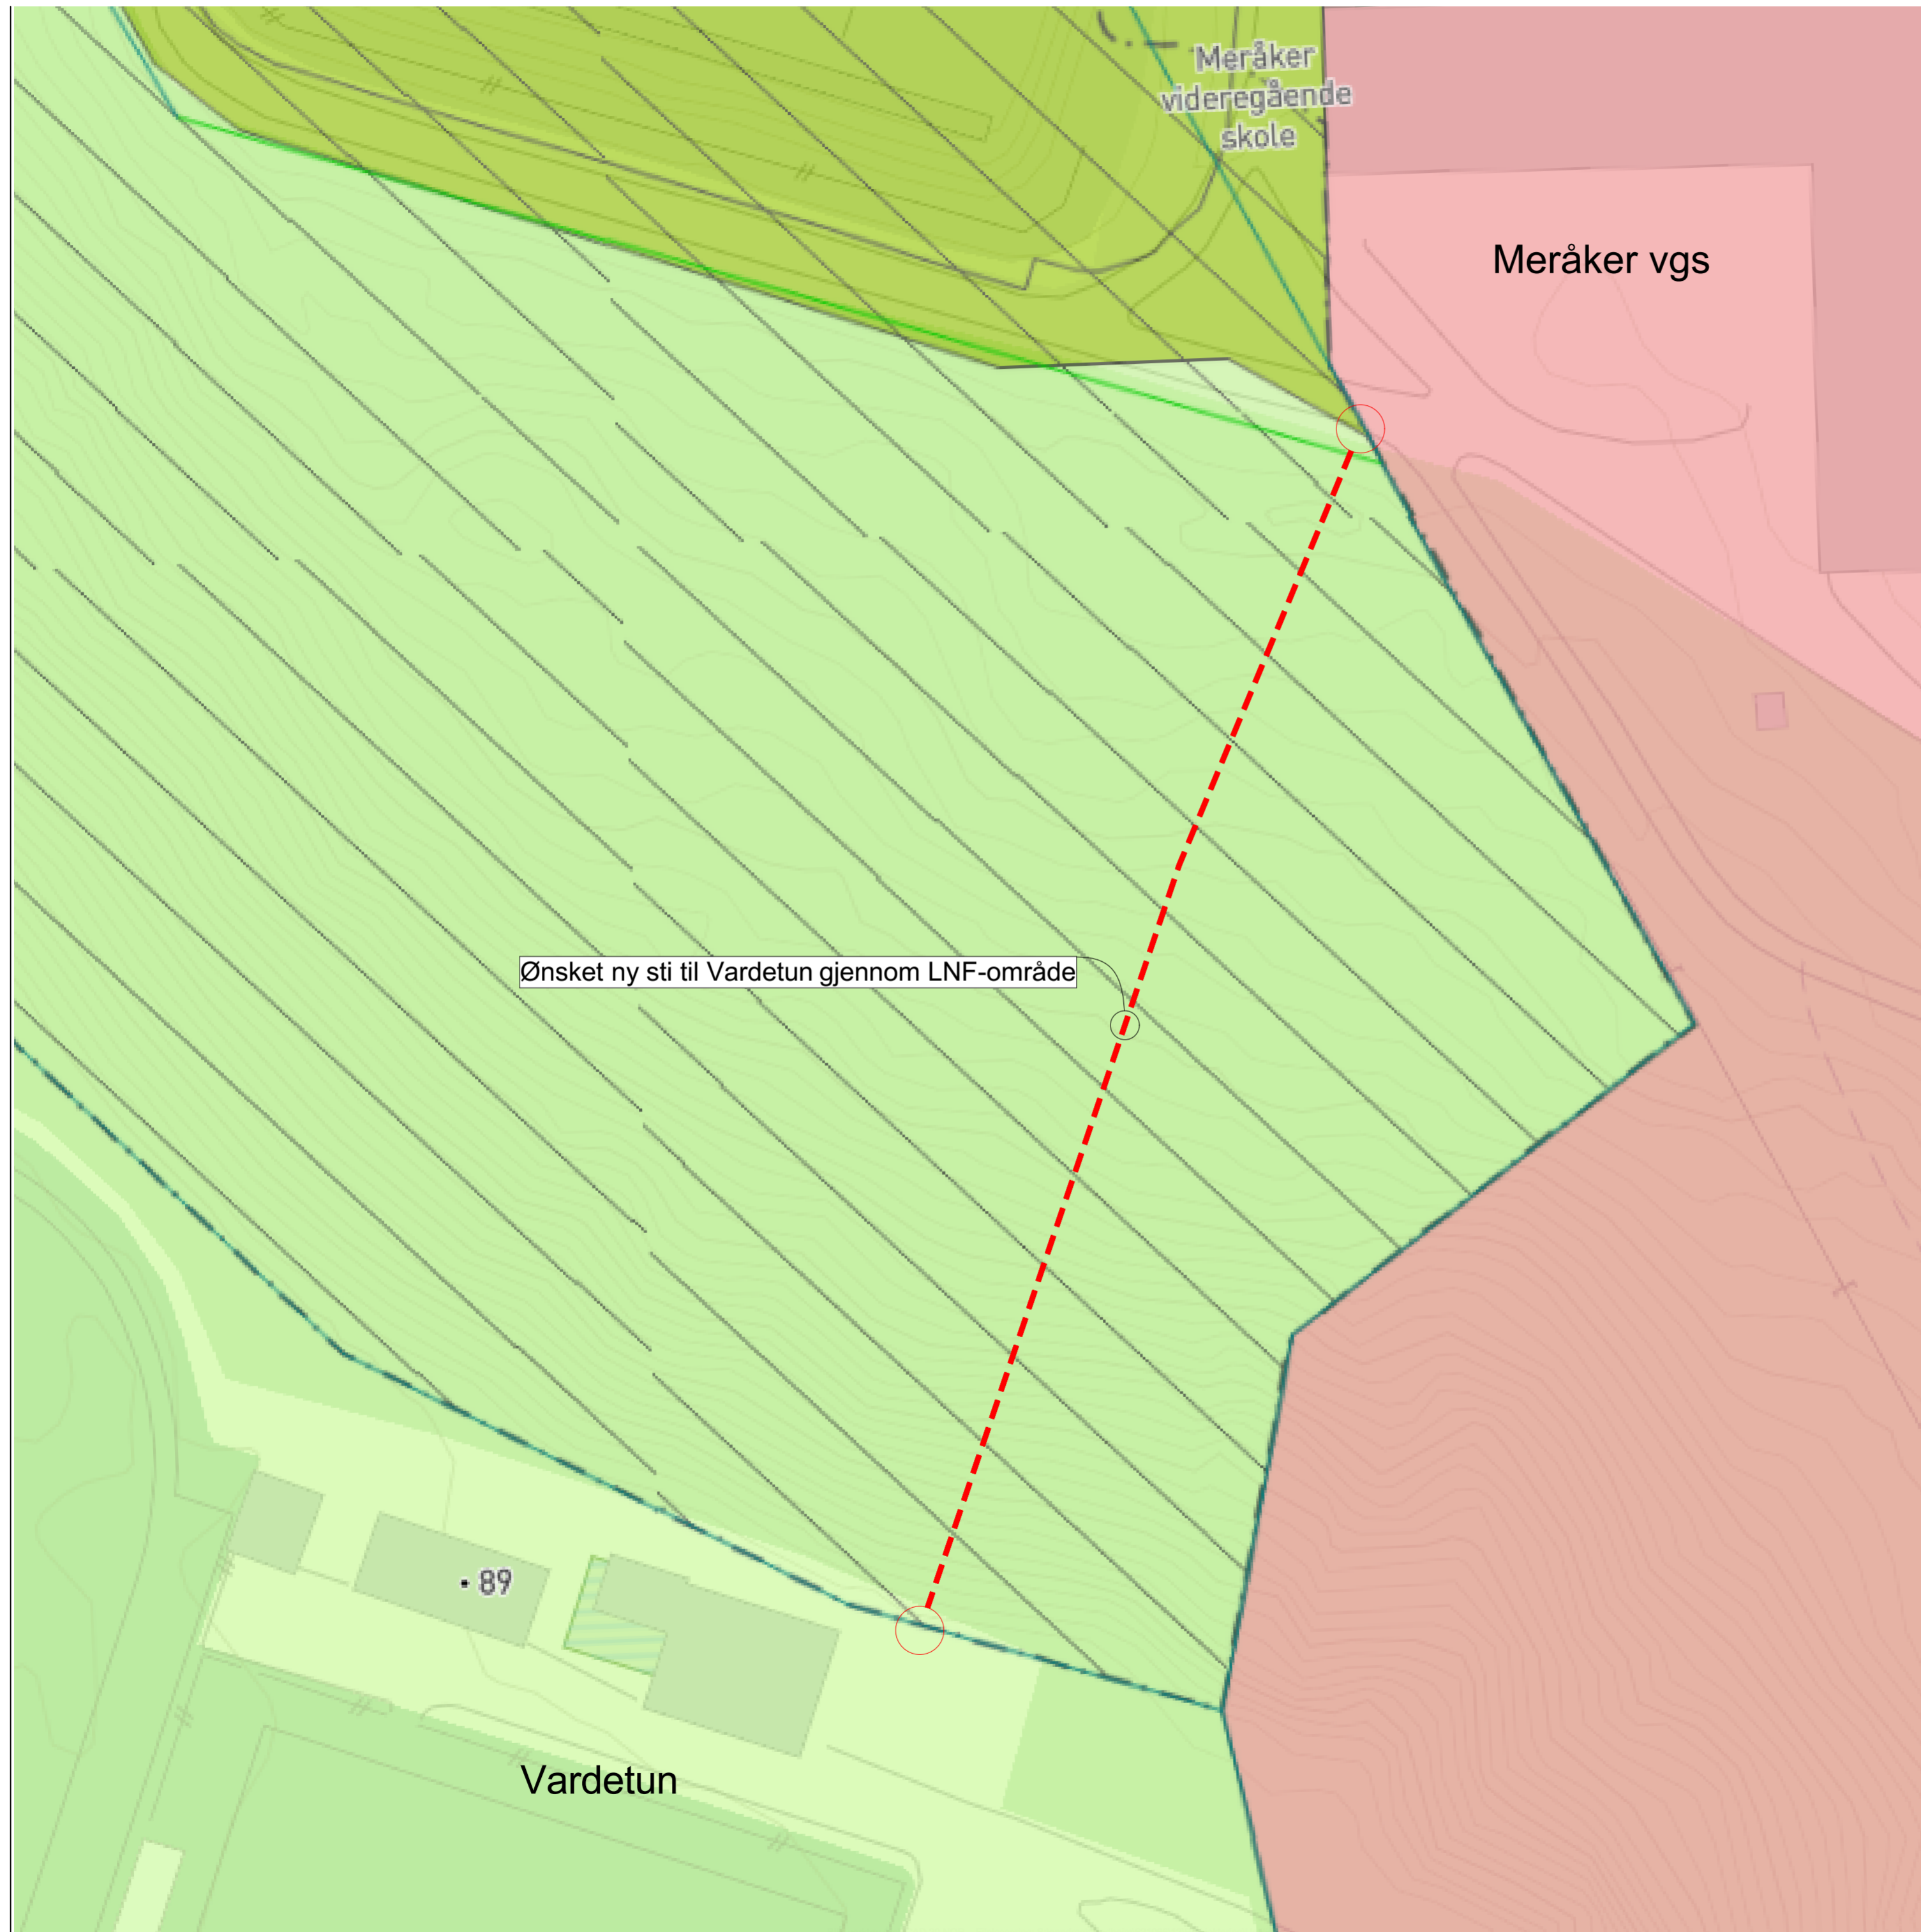 Meråker
videregående
skole
Meråker vgs
Ønsket ny sti til Vardetun gjennom LNF-område
89
Vardetun